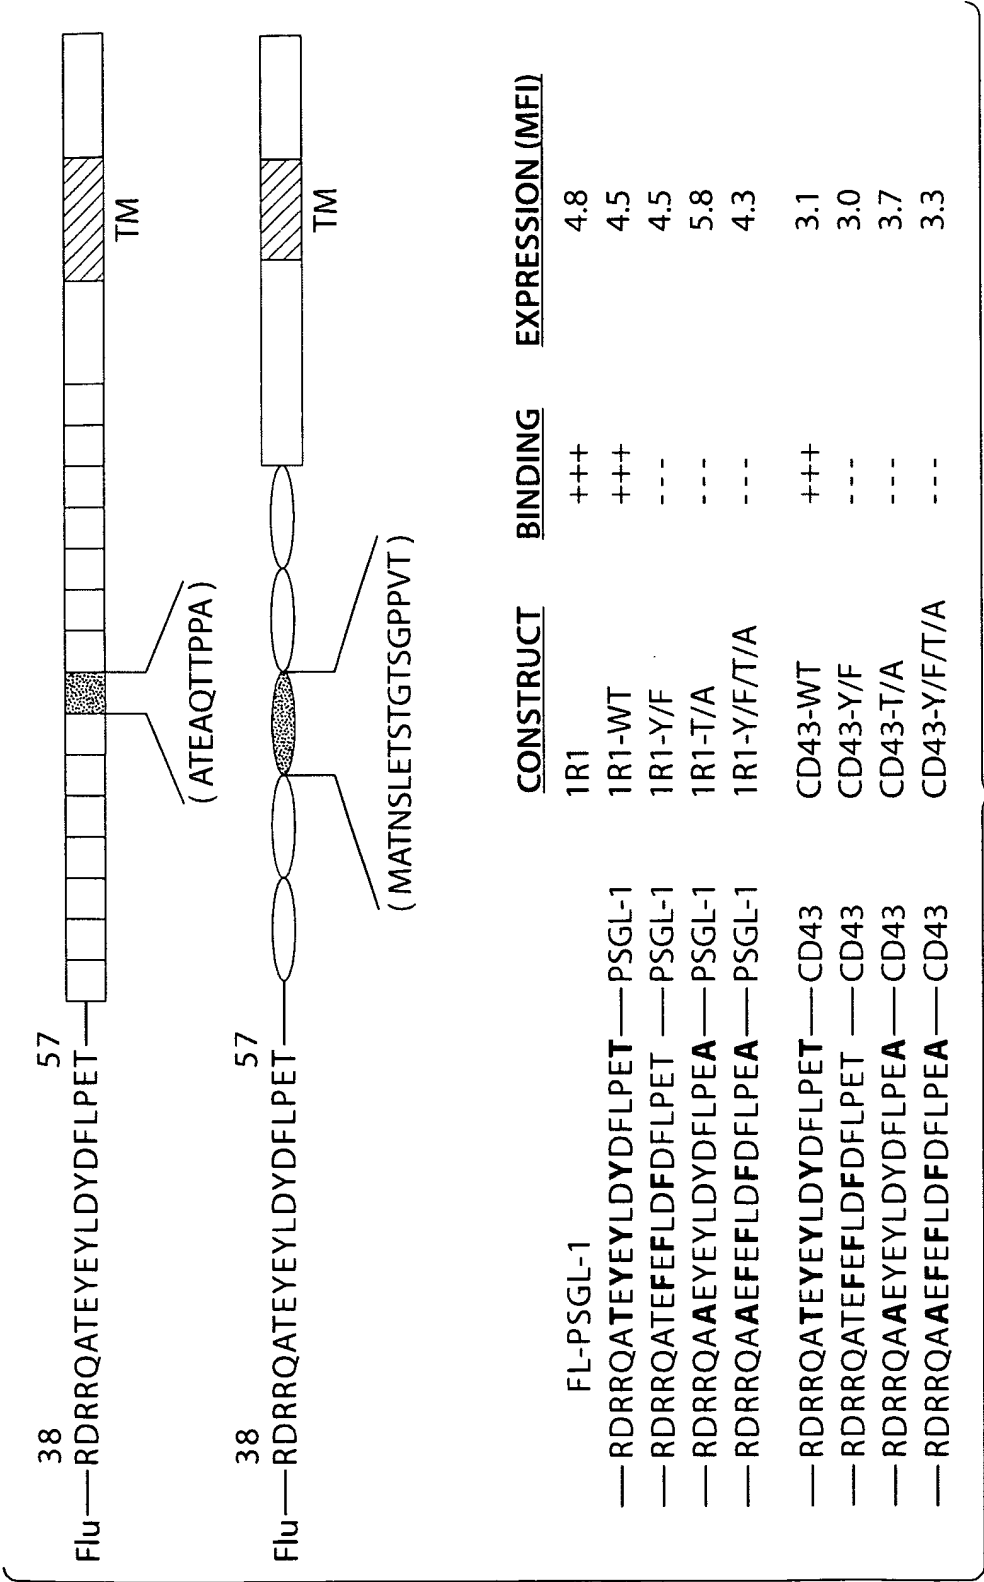 38 57
Flu—RDRRQATEYEYLDYDFLPET—
TM
( ATEAQTTPPA )
38 57
Flu—RDRRQATEYEYLDYDFLPET—
TM
( MATNSLETSTGTSGPPVT )
CONSTRUCT BINDING EXPRESSION (MFI)
FL-PSGL-1 1R1 +++ 4.8
—RDRRQATEYEYLDYDFLPET—PSGL-1 1R1-WT +++ 4.5
—RDRRQATEFEFLDFDFLPET—PSGL-1 1R1-Y/F --- 4.5
—RDRRQAAEYEYLDYDFLPEA—PSGL-1 1R1-T/A --- 5.8
—RDRRQAAEFEFLDFDFLPEA—PSGL-1 1R1-Y/F/T/A --- 4.3
—RDRRQATEYEYLDYDFLPET—CD43 CD43-WT +++ 3.1
—RDRRQATEFEFLDFDFLPET—CD43 CD43-Y/F --- 3.0
—RDRRQAAEYEYLDYDFLPEA—CD43 CD43-T/A --- 3.7
—RDRRQAAEFEFLDFDFLPEA—CD43 CD43-Y/F/T/A --- 3.3